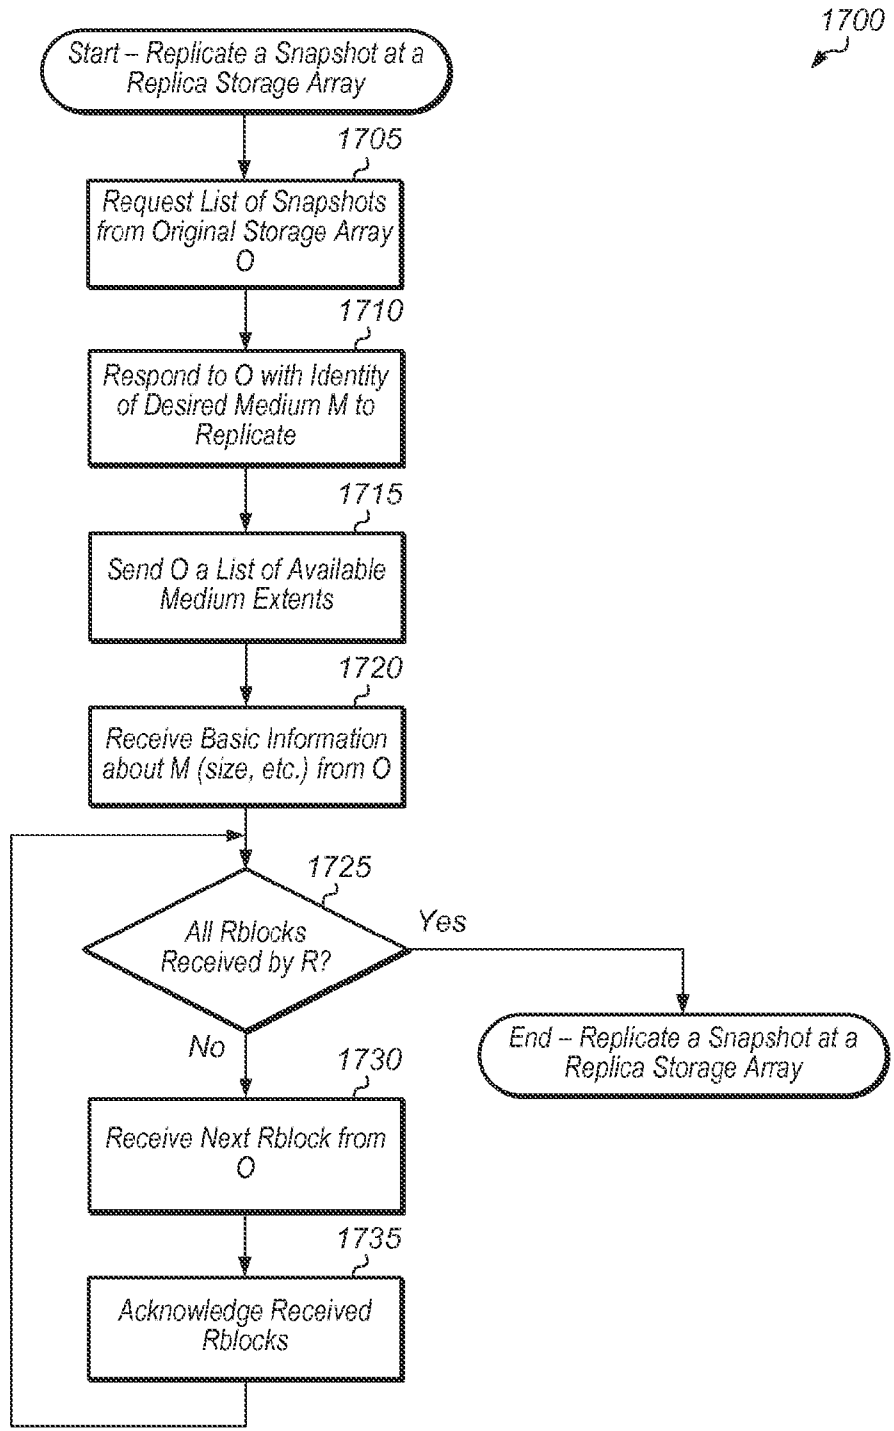 1700
Start – Replicate a Snapshot at a
Replica Storage Array
1705
Request List of Snapshots
from Original Storage Array
O
1710
Respond to O with Identity
of Desired Medium M to
Replicate
1715
Send O a List of Available
Medium Extents
1720
Receive Basic Information
about M (size, etc.) from O
1725
All Rblocks
Received by R?
Yes
No
End – Replicate a Snapshot at a
Replica Storage Array
1730
Receive Next Rblock from
O
1735
Acknowledge Received
Rblocks